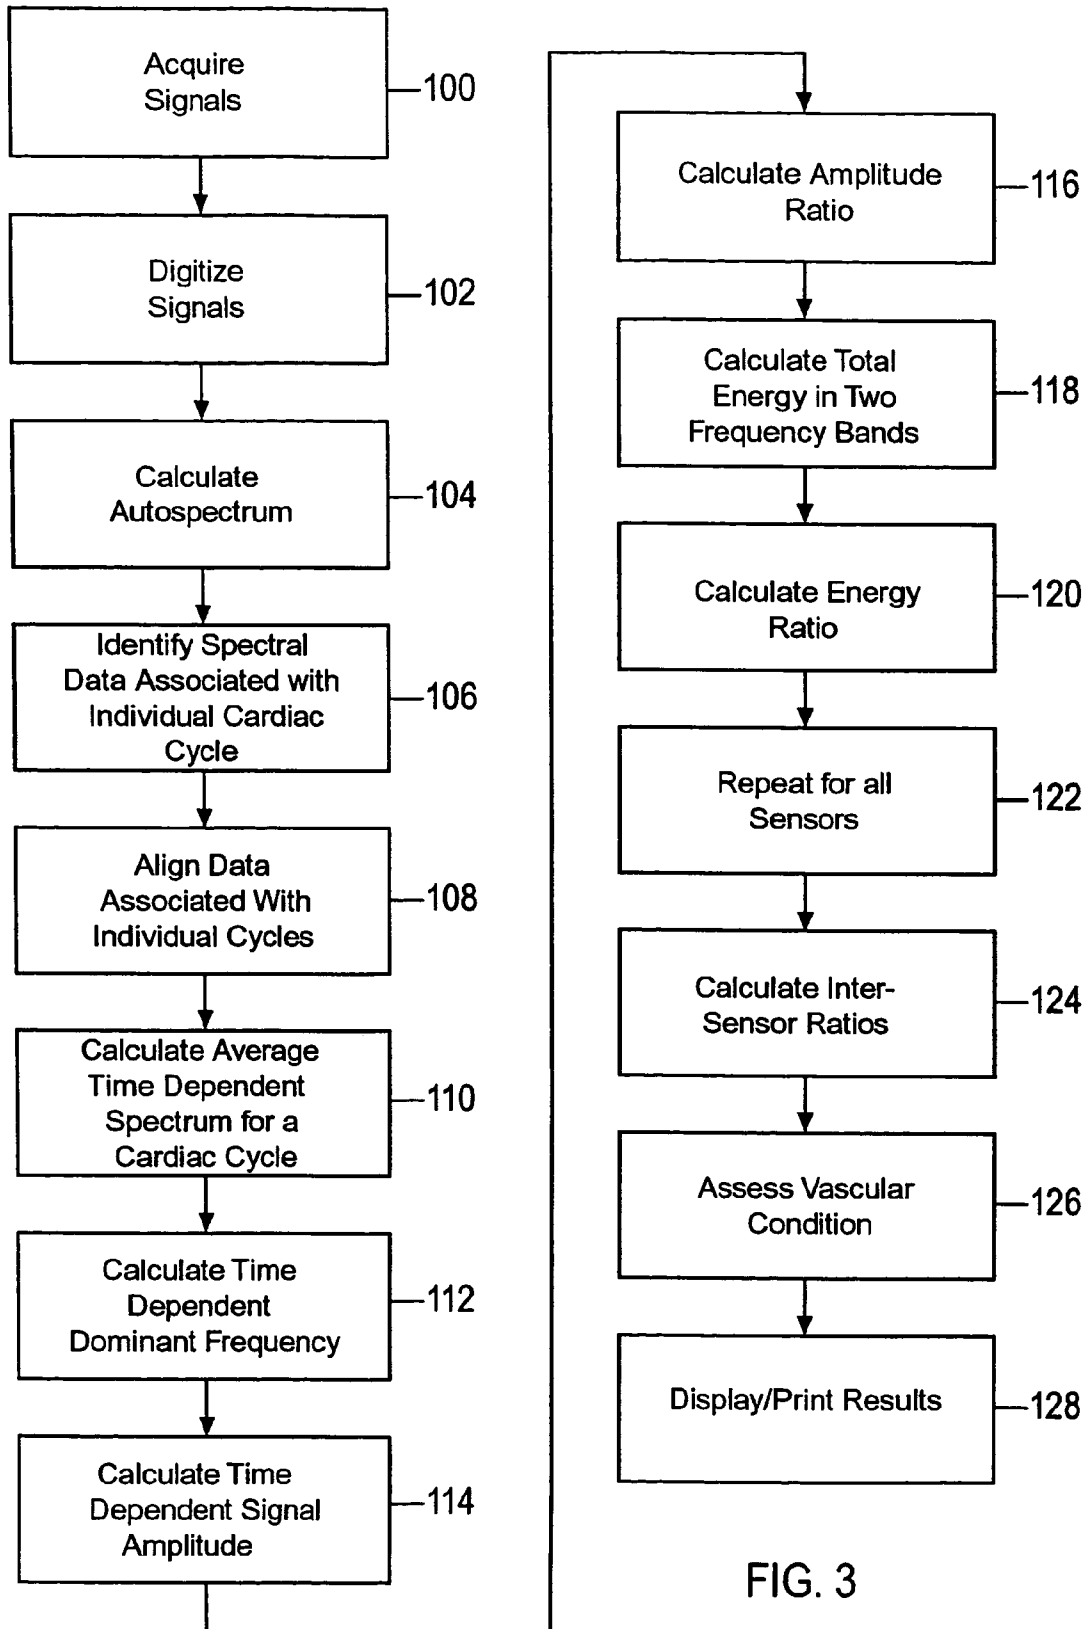 Acquire
Signals
100
Digitize
Signals
102
Calculate
Autospectrum
104
Identify Spectral
Data Associated with
Individual Cardiac
Cycle
106
Align Data
Associated With
Individual Cycles
108
Calculate Average
Time Dependent
Spectrum for a
Cardiac Cycle
110
Calculate Time
Dependent
Dominant Frequency
112
Calculate Time
Dependent Signal
Amplitude
114
Calculate Amplitude
Ratio
116
Calculate Total
Energy in Two
Frequency Bands
118
Calculate Energy
Ratio
120
Repeat for all
Sensors
122
Calculate Inter-
Sensor Ratios
124
Assess Vascular
Condition
126
Display/Print Results
128
FIG. 3